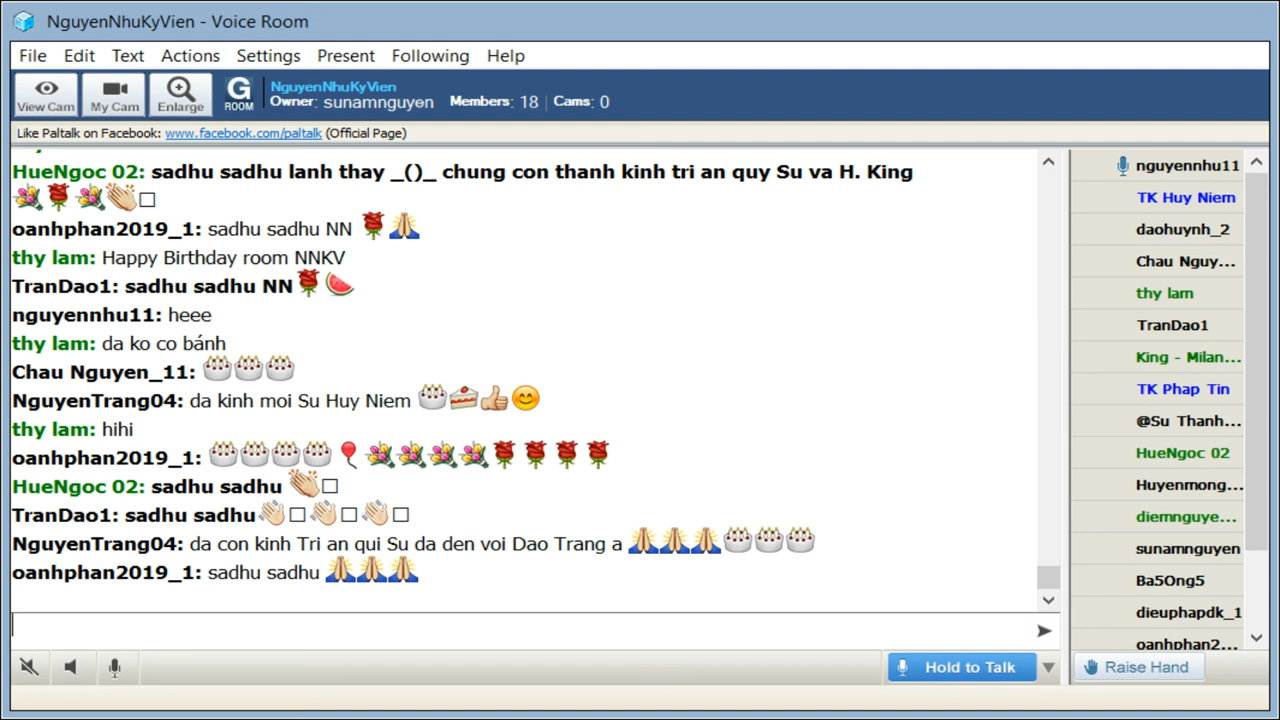 NguyenNhuKyVien - Voice Room
File Edit Text Actions Settings Present Following Help
View Cam My Cam Enlarge G ROOM NguyenNhuKyVien
Owner: sunamnguyen Members: 18 | Cams: 0
Like Paltalk on Facebook: www.facebook.com/paltalk (Official Page)
HueNgoc 02: sadhu sadhu lanh thay _()_ chung con thanh kinh tri an quy Su va H. King
💐🌹💐👏□
oanhphan2019_1: sadhu sadhu NN 🌹🙏
thy lam: Happy Birthday room NNKV
TranDao1: sadhu sadhu NN🌹🍉
nguyennhu11: heee
thy lam: da ko co bánh
Chau Nguyen_11: 🎂🎂🎂
NguyenTrang04: da kinh moi Su Huy Niem 🎂🍰👍😊
thy lam: hihi
oanhphan2019_1: 🎂🎂🎂🎂🎈💐💐💐💐🌹🌹🌹🌹
HueNgoc 02: sadhu sadhu 👏□
TranDao1: sadhu sadhu👏□👏□👏□
NguyenTrang04: da con kinh Tri an qui Su da den voi Dao Trang a 🙏🙏🙏🎂🎂🎂
oanhphan2019_1: sadhu sadhu 🙏🙏🙏
nguyennhu11
TK Huy Niem
daohuynh_2
Chau Nguy...
thy lam
TranDao1
King - Milan...
TK Phap Tin
@Su Thanh...
HueNgoc 02
Huyenmong...
diemnguye...
sunamnguyen
Ba5Ong5
dieuphapdk_1
oanhphan2...
Hold to Talk
Raise Hand